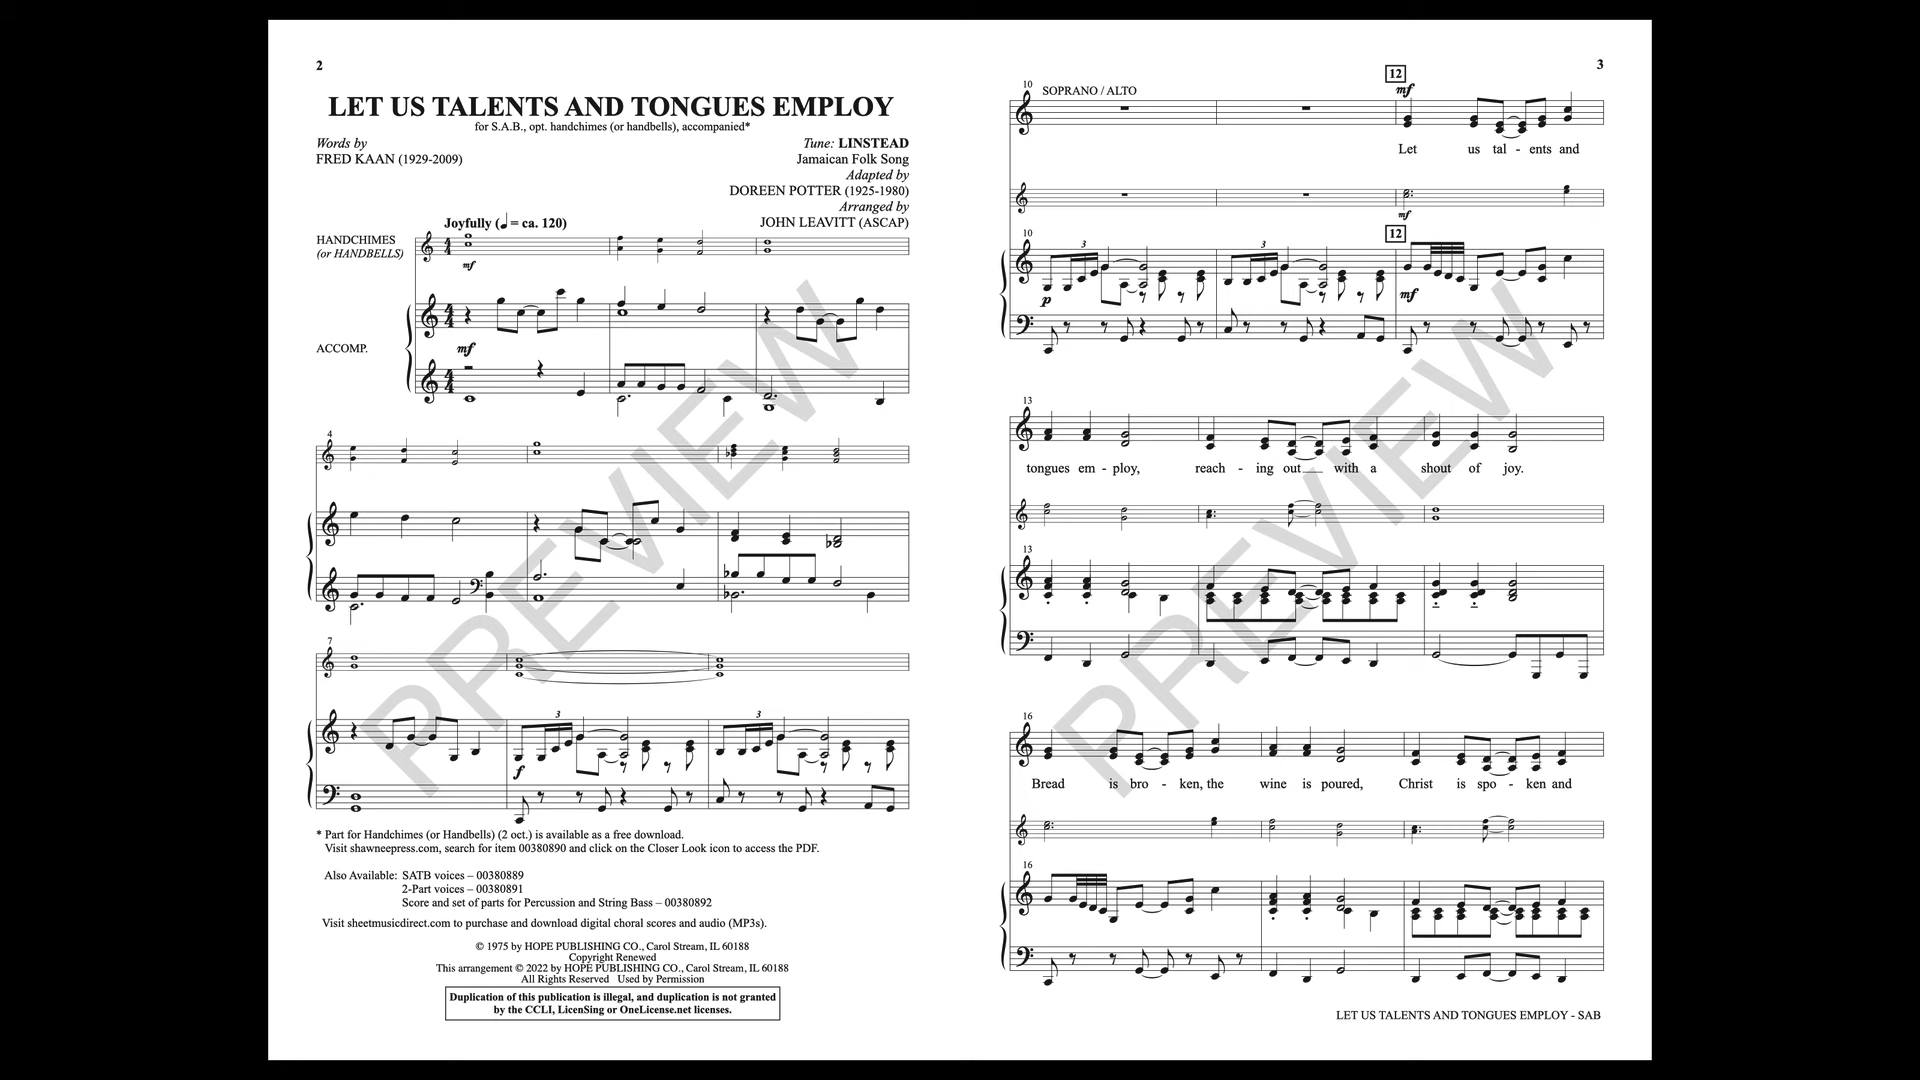 2
LET US TALENTS AND TONGUES EMPLOY
for S.A.B., opt. handchimes (or handbells), accompanied*
Words by
FRED KAAN (1929-2009)
Tune: LINSTEAD
Jamaican Folk Song
Adapted by
DOREEN POTTER (1925-1980)
Arranged by
JOHN LEAVITT (ASCAP)
Joyfully (♩ = ca. 120)
HANDCHIMES
(or HANDBELLS)
mf
ACCOMP.
mf
4
7
3
3
f
* Part for Handchimes (or Handbells) (2 oct.) is available as a free download.
Visit shawneepress.com, search for item 00380890 and click on the Closer Look icon to access the PDF.
Also Available: SATB voices – 00380889
2-Part voices – 00380891
Score and set of parts for Percussion and String Bass – 00380892
Visit sheetmusicdirect.com to purchase and download digital choral scores and audio (MP3s).
© 1975 by HOPE PUBLISHING CO., Carol Stream, IL 60188
Copyright Renewed
This arrangement © 2022 by HOPE PUBLISHING CO., Carol Stream, IL 60188
All Rights Reserved Used by Permission
Duplication of this publication is illegal, and duplication is not granted
by the CCLI, LicenSing or OneLicense.net licenses.
PREVIEW
3
12
10 SOPRANO / ALTO
mf
Let us tal - ents and
mf
10
12
3
3
p
mf
13
tongues em - ploy, reach - ing out with a shout of joy.
13
16
Bread is bro - ken, the wine is poured, Christ is spo - ken and
16
LET US TALENTS AND TONGUES EMPLOY - SAB
PREVIEW